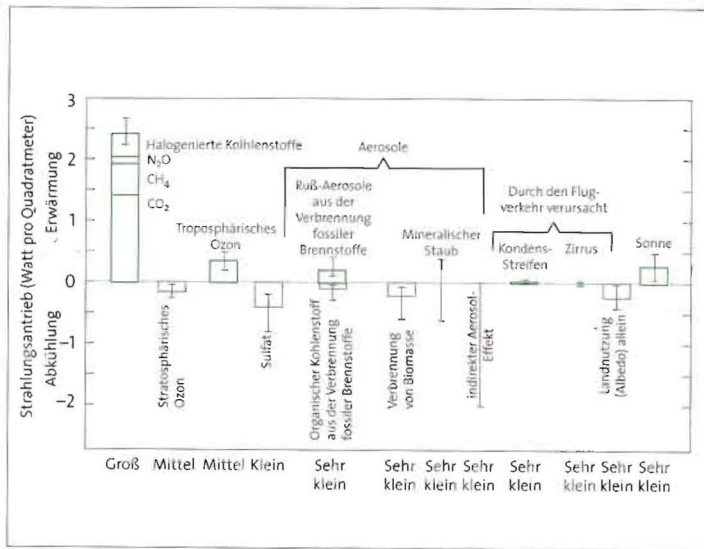 Strahlungsantrieb (Watt pro Quadratmeter)
Abkühlung
Erwärmung
3
2
1
0
−1
−2
Halogenierte Kolhlenstoffe
N₂O
CH₄
CO₂
Stratosphärisches
Ozon
Troposphärisches
Ozon
Sulfat
Aerosole
Ruß-Aerosole
aus der
Verbrennung
fossiler
Brennstoffe
Organischer Kohlenstoff
aus der Verbrennung
fossiler Brennstoffe
Verbrennung
von Biomasse
Mineralischer
Staub
indirekter Aerosol-
Effekt
Durch den Flug-
verkehr verursacht
Kondens-
Streifen
Zirrus
Landnutzung
(Albedo) allein
Sonne
Groß
Mittel
Mittel
Klein
Sehr
klein
Sehr
klein
Sehr
klein
Sehr
klein
Sehr
klein
Sehr
klein
Sehr
klein
Sehr
klein